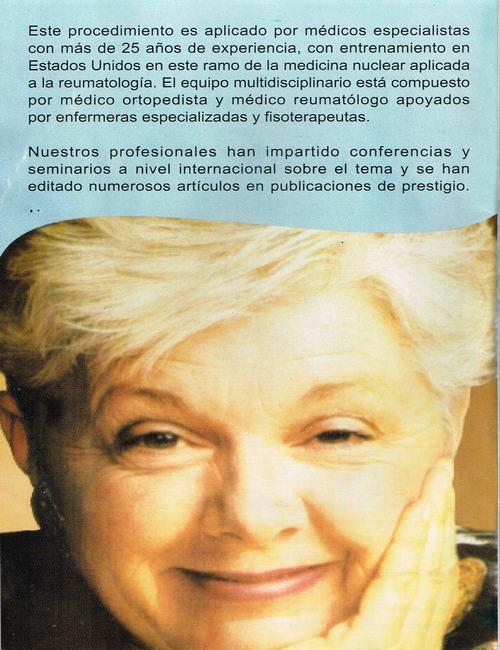 Este procedimiento es aplicado por médicos especialistas
con más de 25 años de experiencia, con entrenamiento en
Estados Unidos en este ramo de la medicina nuclear aplicada
a la reumatología. El equipo multidisciplinario está compuesto
por médico ortopedista y médico reumatólogo apoyados
por enfermeras especializadas y fisoterapeutas.
Nuestros profesionales han impartido conferencias y
seminarios a nivel internacional sobre el tema y se han
editado numerosos artículos en publicaciones de prestigio.